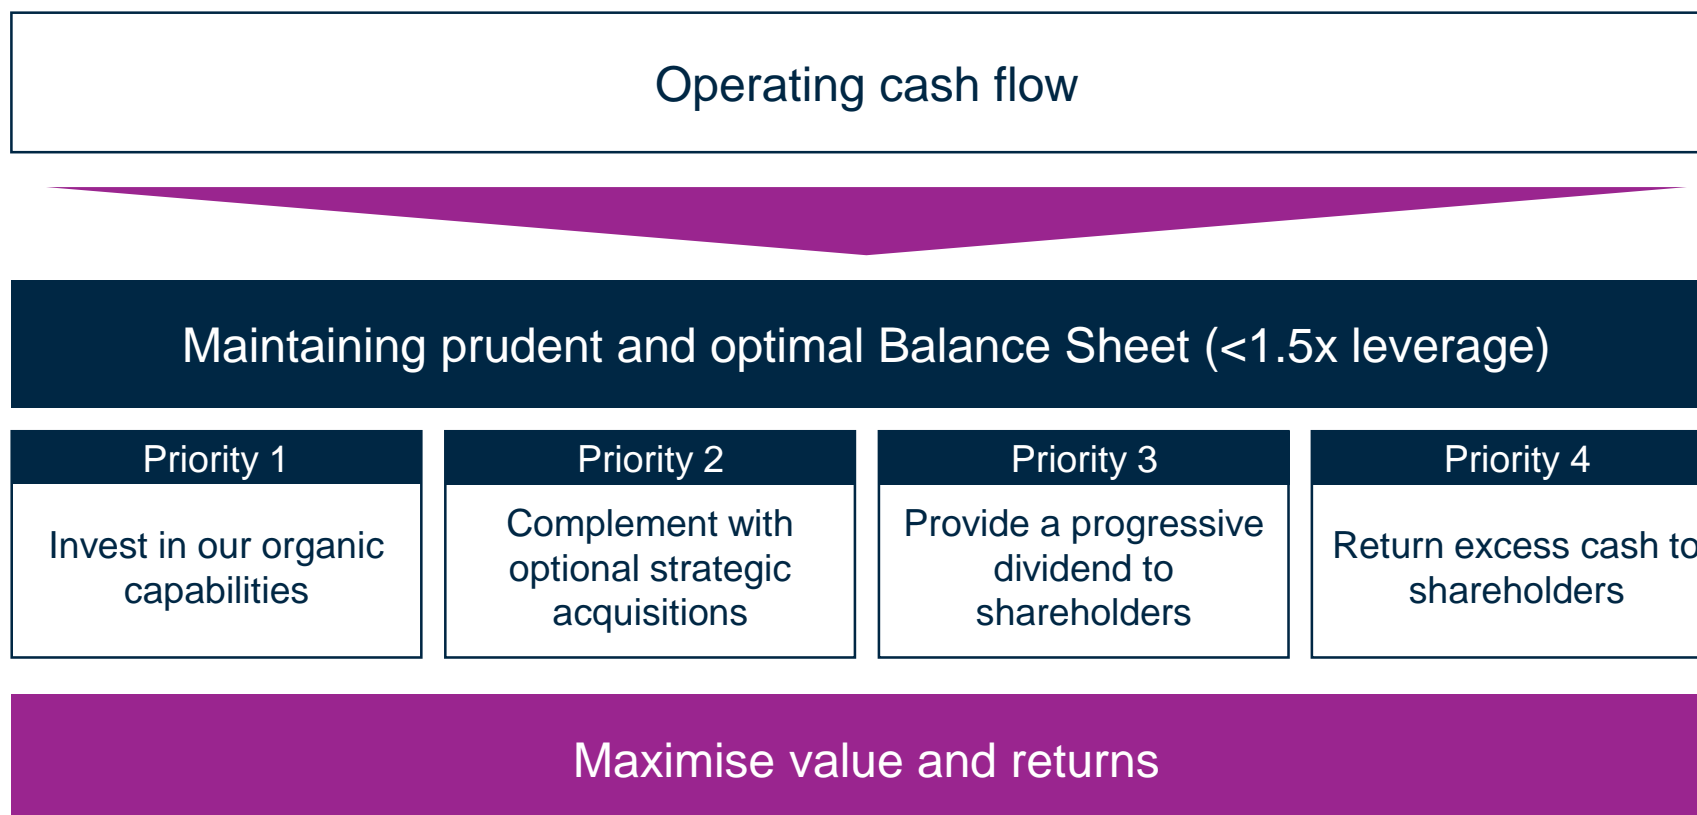 Operating cash flow
Maintaining prudent and optimal Balance Sheet (<1.5x leverage)
Priority 1
Invest in our organic
capabilities
Priority 2
Complement with
optional strategic
acquisitions
Priority 3
Provide a progressive
dividend to
shareholders
Priority 4
Return excess cash to
shareholders
Maximise value and returns